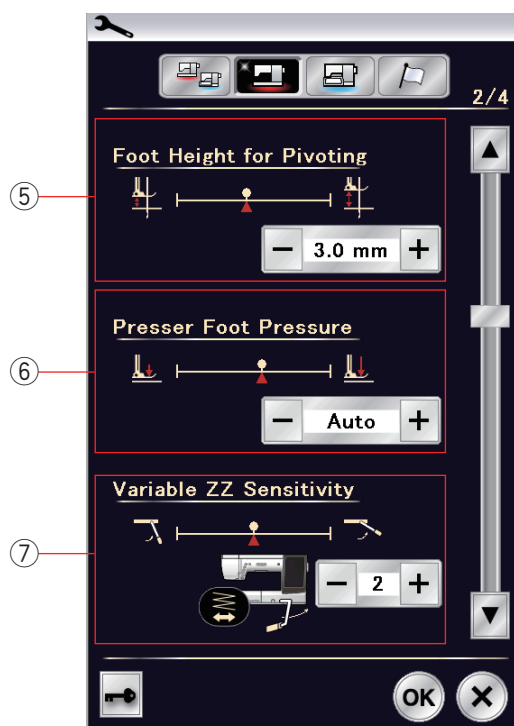 2/4
Foot Height for Pivoting
⑤
− 3.0 mm +
Presser Foot Pressure
⑥
− Auto +
Variable ZZ Sensitivity
⑦
− 2 +
OK